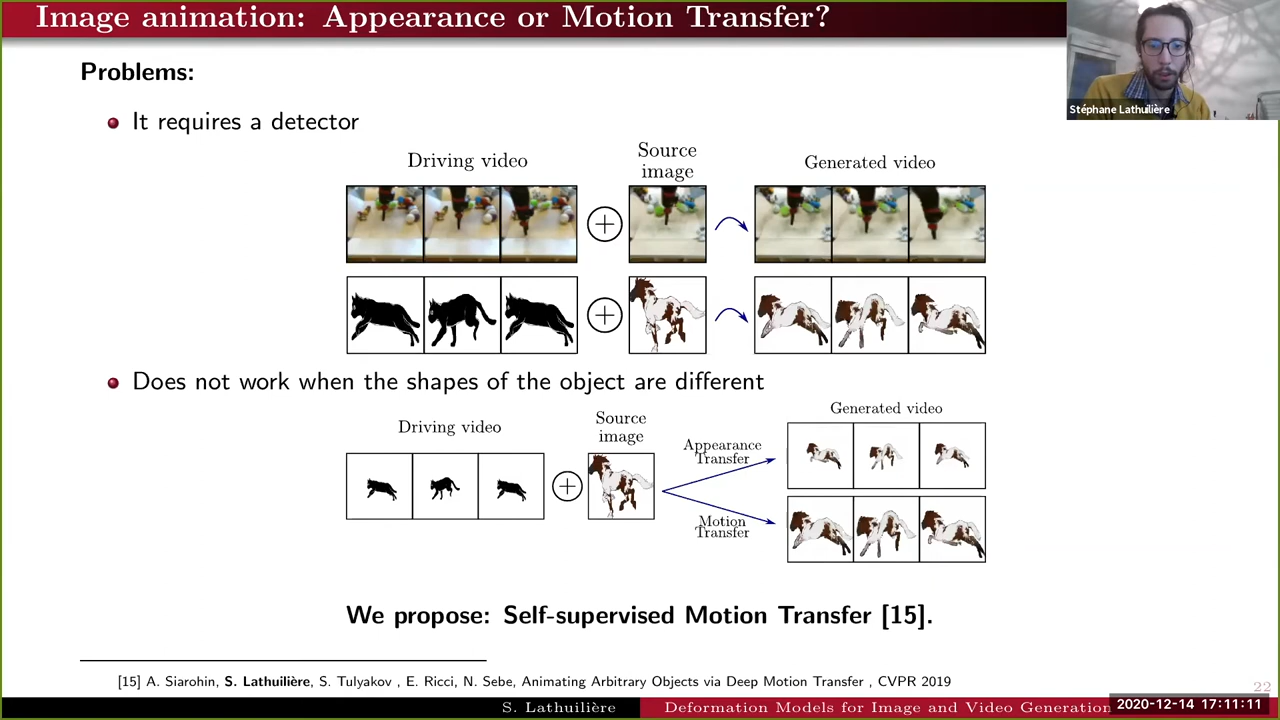 Image animation: Appearance or Motion Transfer?
Stéphane Lathuilière
Problems:
It requires a detector
Driving video
Source
image
Generated video
Does not work when the shapes of the object are different
Driving video
Source
image
Appearance
Transfer
Motion
Transfer
Generated video
We propose: Self-supervised Motion Transfer [15].
[15] A. Siarohin, S. Lathuilière, S. Tulyakov , E. Ricci, N. Sebe, Animating Arbitrary Objects via Deep Motion Transfer , CVPR 2019
22
S. Lathuilière
Deformation Models for Image and Video Generation
2020-12-14 17:11:11